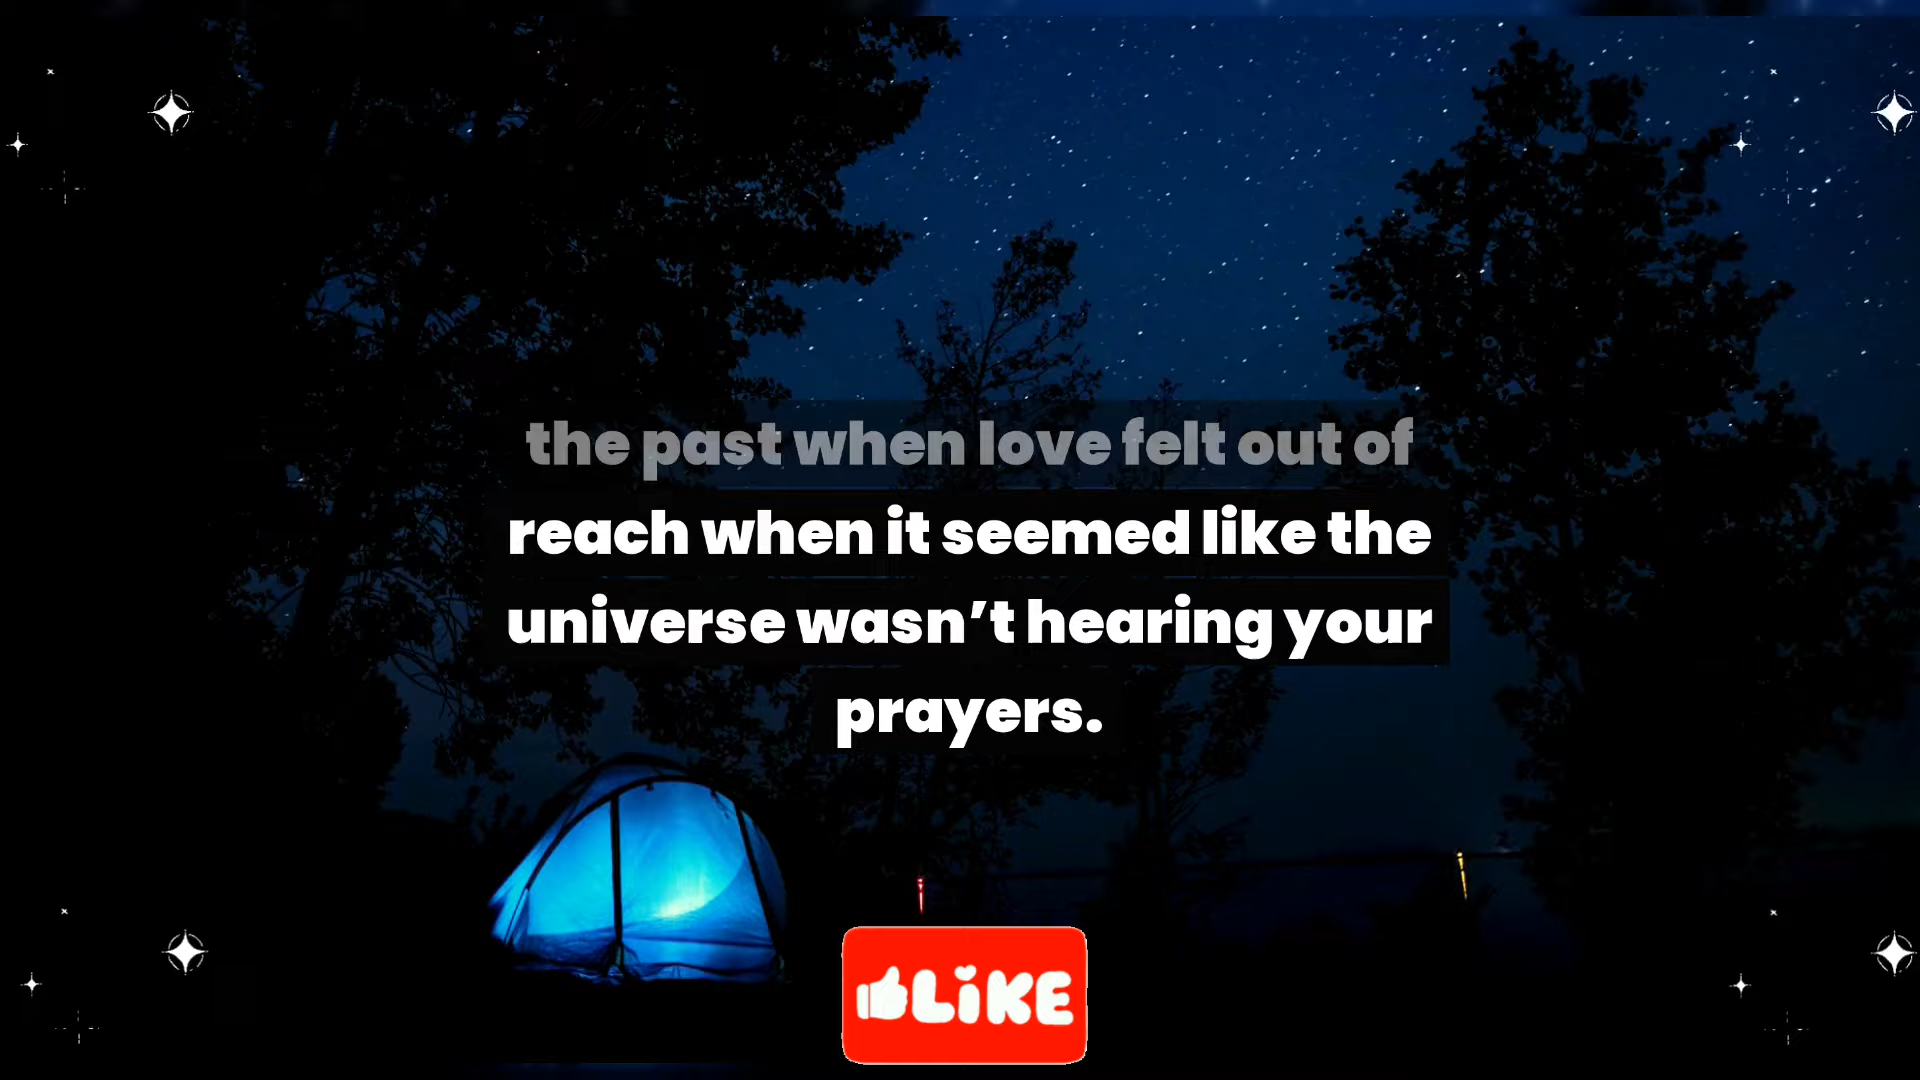 the past when love felt out of
reach when it seemed like the
universe wasn’t hearing your
prayers.
LiKE